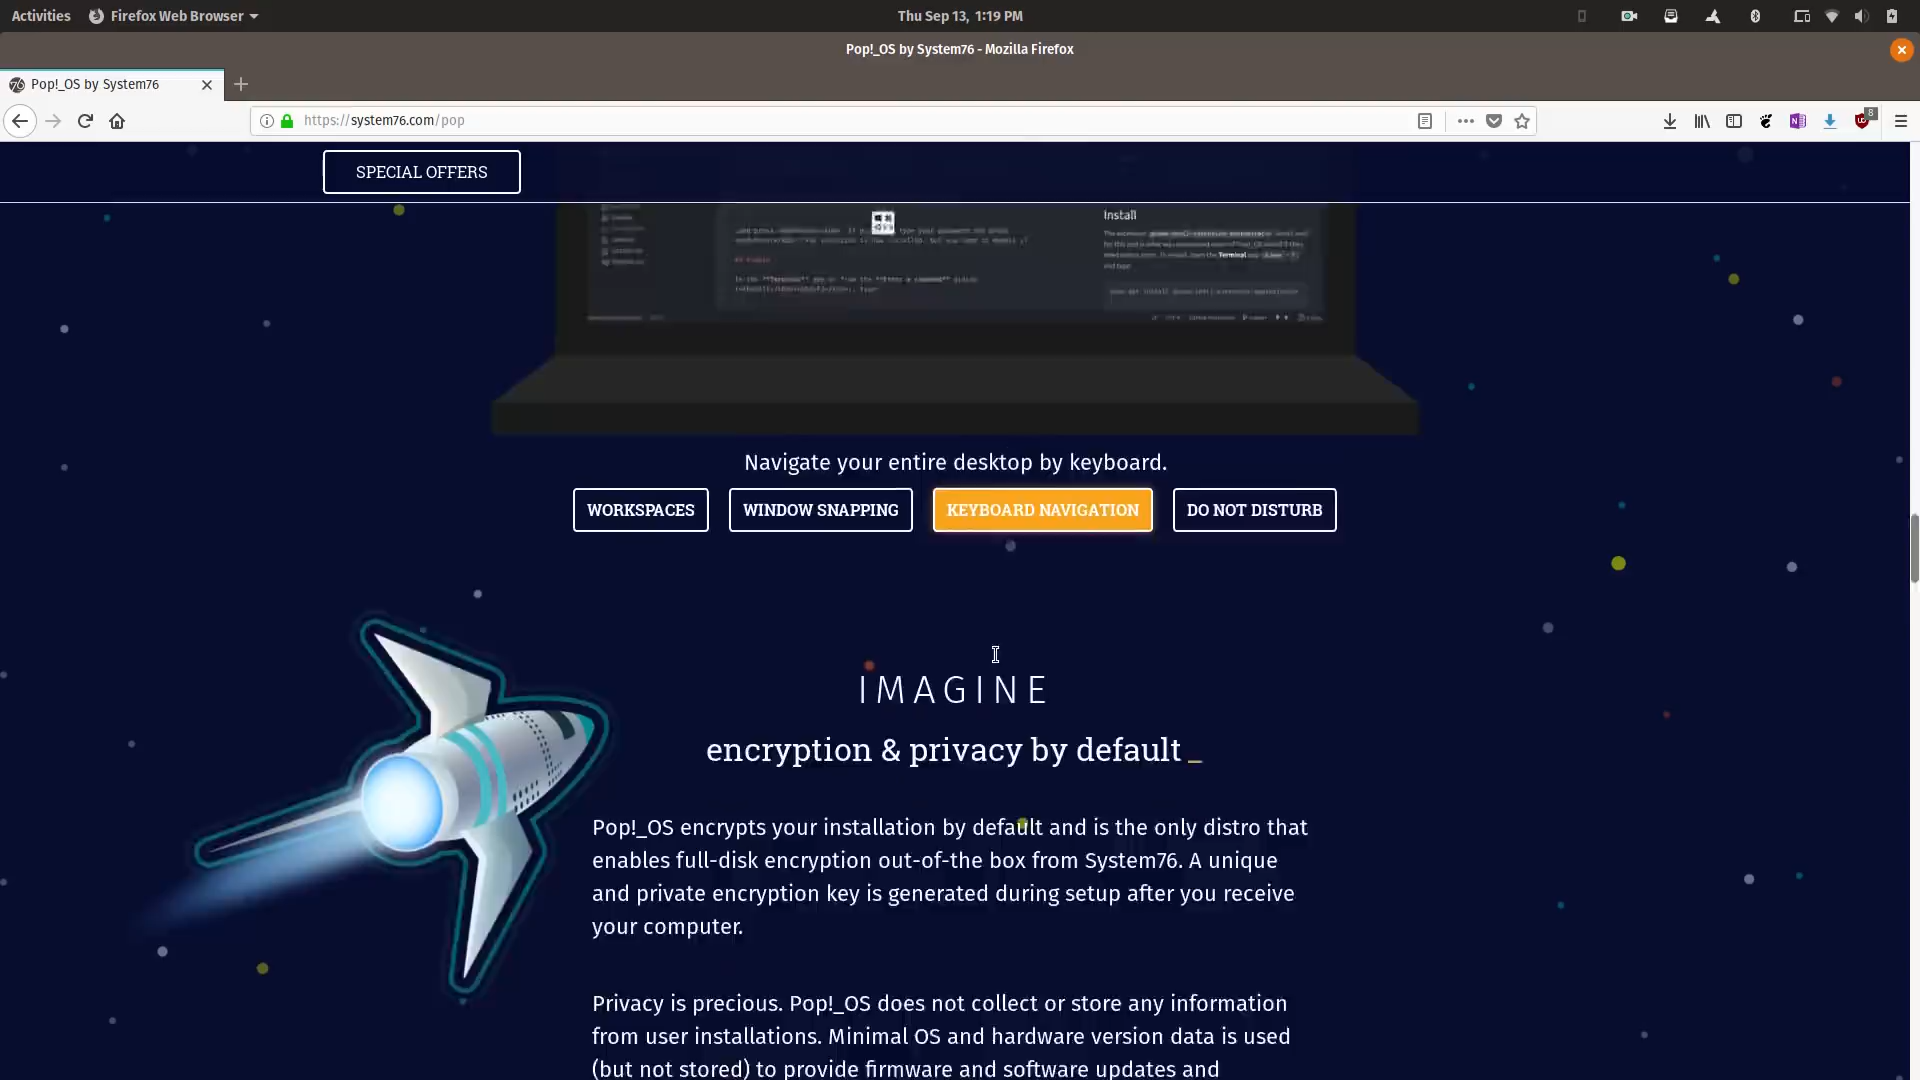 Activities Firefox Web Browser Thu Sep 13, 1:19 PM
Pop!_OS by System76 - Mozilla Firefox
Pop!_OS by System76
https://system76.com/pop
8
SPECIAL OFFERS
Install
Navigate your entire desktop by keyboard.
WORKSPACES WINDOW SNAPPING KEYBOARD NAVIGATION DO NOT DISTURB
IMAGINE
encryption & privacy by default _
Pop!_OS encrypts your installation by default and is the only distro that
enables full-disk encryption out-of-the box from System76. A unique
and private encryption key is generated during setup after you receive
your computer.
Privacy is precious. Pop!_OS does not collect or store any information
from user installations. Minimal OS and hardware version data is used
(but not stored) to provide firmware and software updates and